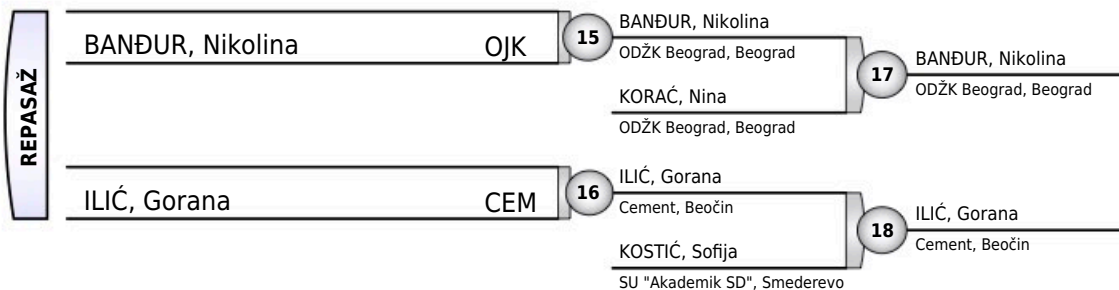 REPASAŽ
BANĐUR, Nikolina OJK
15
BANĐUR, Nikolina
ODŽK Beograd, Beograd
KORAĆ, Nina
ODŽK Beograd, Beograd
17
BANĐUR, Nikolina
ODŽK Beograd, Beograd
ILIĆ, Gorana CEM
16
ILIĆ, Gorana
Cement, Beočin
KOSTIĆ, Sofija
SU "Akademik SD", Smederevo
18
ILIĆ, Gorana
Cement, Beočin